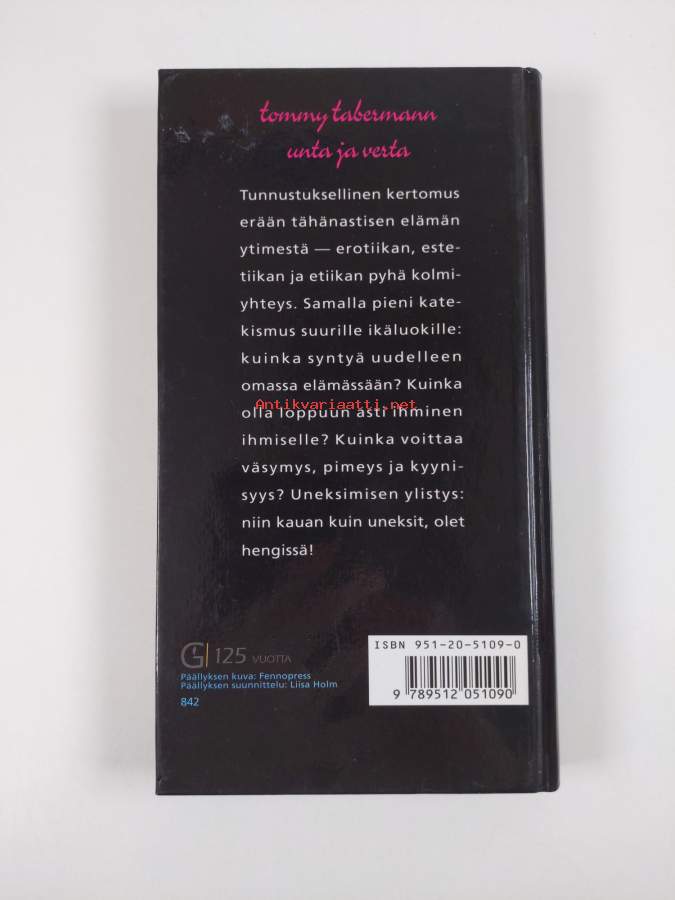 tommy tabermann
unta ja verta
Tunnustuksellinen kertomus
erään tähänastisen elämän
ytimestä — erotiikan, este-
tiikan ja etiikan pyhä kolmi-
yhteys. Samalla pieni kate-
kismus suurille ikäluokille:
kuinka syntyä uudelleen
omassa elämässään? Kuinka
Antikvariaatti.net
olla loppuun asti ihminen
ihmiselle? Kuinka voittaa
väsymys, pimeys ja kyyni-
syys? Uneksimisen ylistys:
niin kauan kuin uneksit, olet
hengissä!
G 125 VUOTTA
Päällyksen kuva: Fennopress
Päällyksen suunnittelu: Liisa Holm
842
ISBN 951-20-5109-0
9 789512 051090